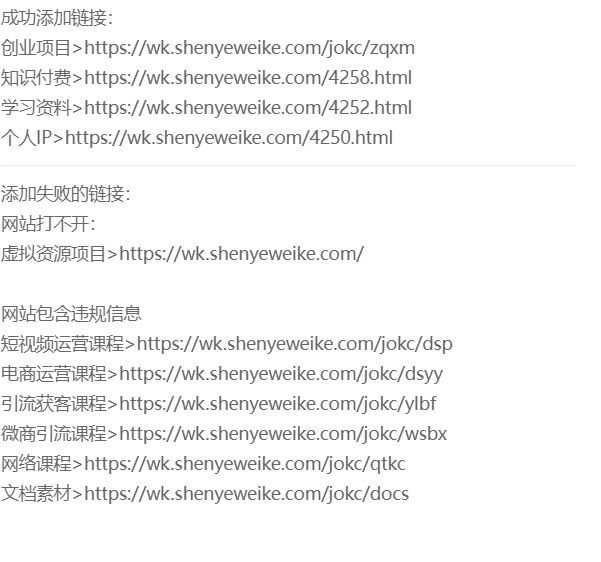 成功添加链接：
创业项目>https://wk.shenyeweike.com/jokc/zqxm
知识付费>https://wk.shenyeweike.com/4258.html
学习资料>https://wk.shenyeweike.com/4252.html
个人IP>https://wk.shenyeweike.com/4250.html
添加失败的链接：
网站打不开：
虚拟资源项目>https://wk.shenyeweike.com/
网站包含违规信息
短视频运营课程>https://wk.shenyeweike.com/jokc/dsp
电商运营课程>https://wk.shenyeweike.com/jokc/dsyy
引流获客课程>https://wk.shenyeweike.com/jokc/ylbf
微商引流课程>https://wk.shenyeweike.com/jokc/wsbx
网络课程>https://wk.shenyeweike.com/jokc/qtkc
文档素材>https://wk.shenyeweike.com/jokc/docs